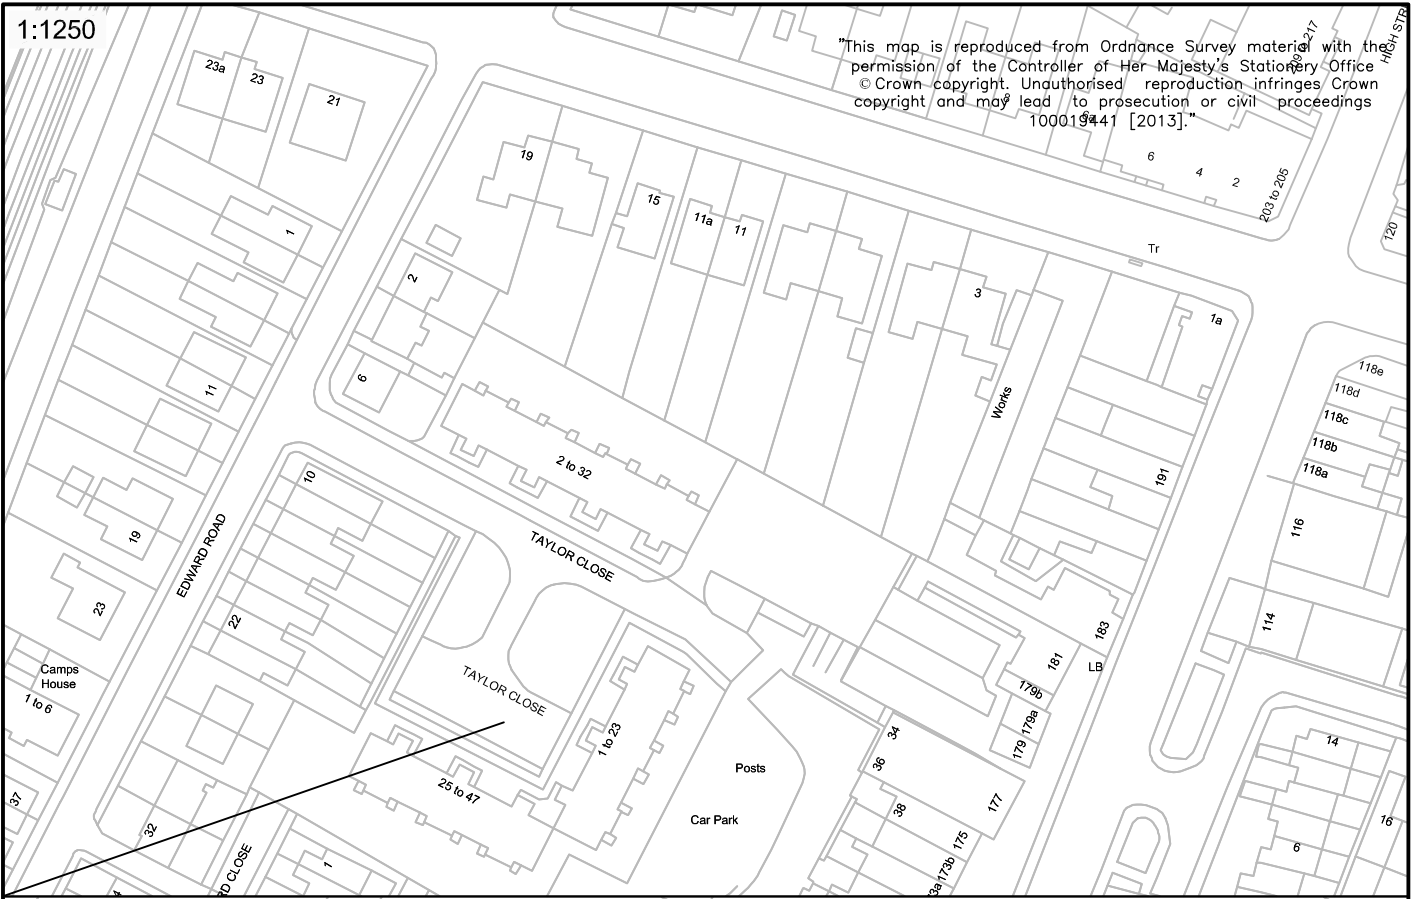 1:1250
"This map is reproduced from Ordnance Survey material with the
permission of the Controller of Her Majesty's Stationery Office
© Crown copyright. Unauthorised reproduction infringes Crown
copyright and may lead to prosecution or civil proceedings
100019441 [2013]."
HIGH STR
23a
23
21
19
15
11a
11
3
Tr
1a
6
4
2
203 to 205
120
1
2
6
11
19
23
Works
191
118e
118d
118c
118b
118a
116
114
2 to 32
10
22
EDWARD ROAD
TAYLOR CLOSE
TAYLOR CLOSE
Camps
House
1 to 6
37
32
1 to 23
25 to 47
1
RD CLOSE
Posts
Car Park
183
181
LB
179b
179a
179
34
36
38
177
175
173b
3a
14
16
6
4